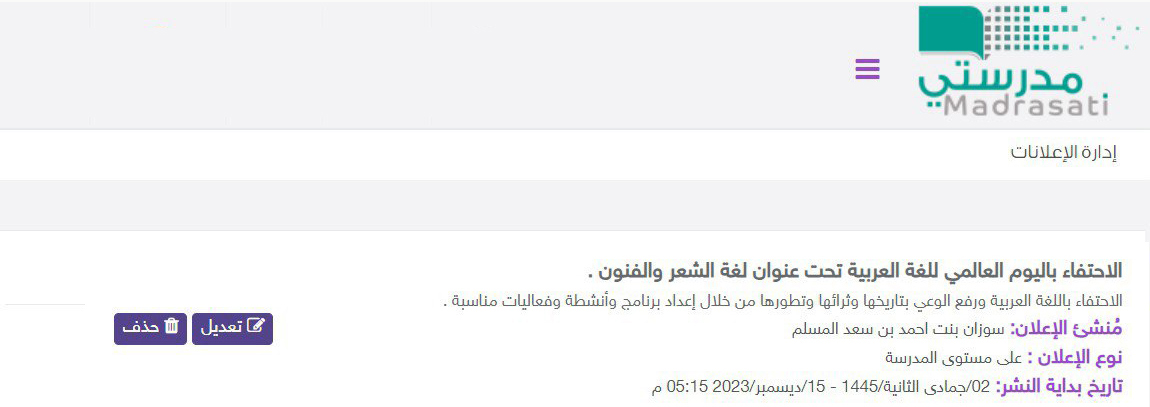 مدرستي
Madrasati
إدارة الإعلانات
الاحتفاء باليوم العالمي للغة العربية تحت عنوان لغة الشعر والفنون .
الاحتفاء باللغة العربية ورفع الوعي بتاريخها وثرائها وتطورها من خلال إعداد برنامج وأنشطة وفعاليات مناسبة .
مُنشئ الإعلان: سوزان بنت احمد بن سعد المسلم
تعديل حذف
نوع الإعلان : على مستوى المدرسة
تاريخ بداية النشر: 02/جمادى الثانية/1445 - 15/ديسمبر/2023 05:15 م